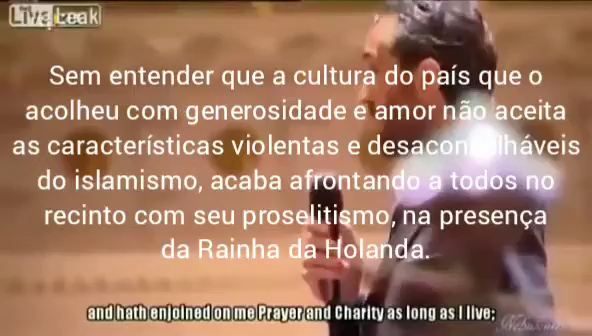 LiveLeak
Sem entender que a cultura do país que o
acolheu com generosidade e amor não aceita
as características violentas e desaconselháveis
do islamismo, acaba afrontando a todos no
recinto com seu proselitismo, na presença
da Rainha da Holanda.
and hath enjoined on me Prayer and Charity as long as I live;